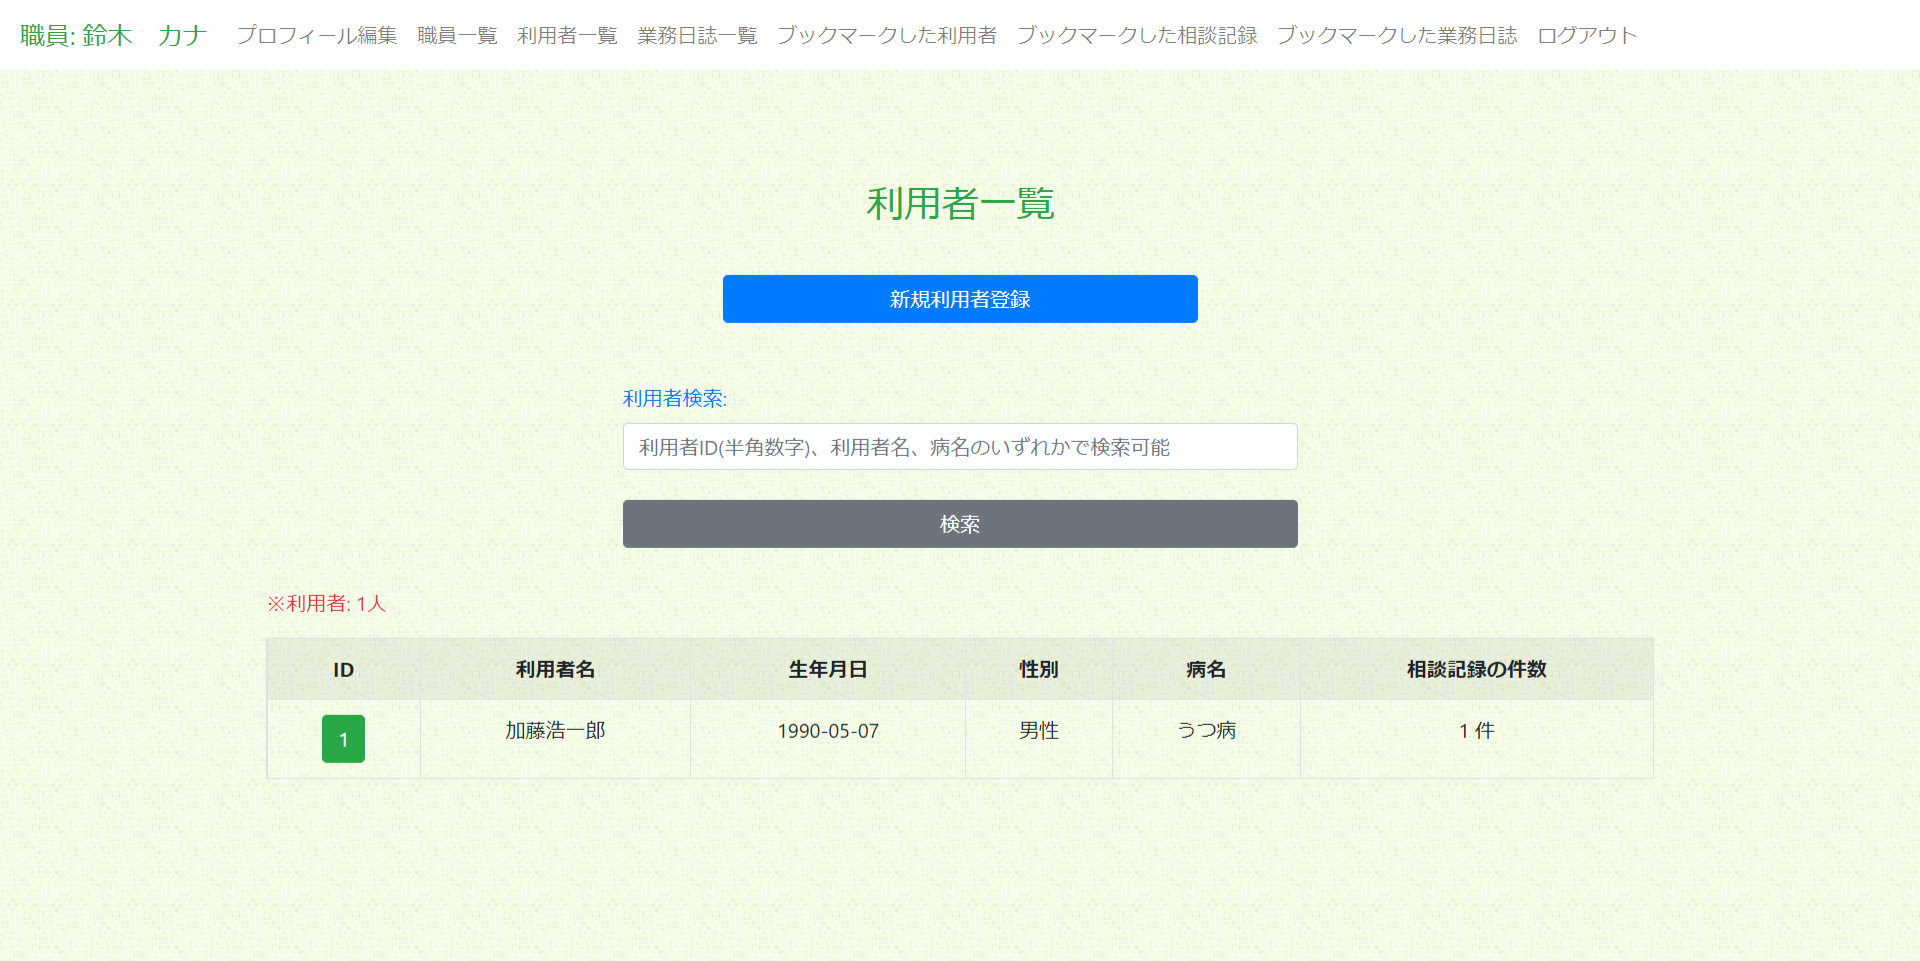 職員: 鈴木　カナ プロフィール編集 職員一覧 利用者一覧 業務日誌一覧 ブックマークした利用者 ブックマークした相談記録 ブックマークした業務日誌 ログアウト
利用者一覧
新規利用者登録
利用者検索:
利用者ID(半角数字)、利用者名、病名のいずれかで検索可能
検索
※利用者: 1人
ID 利用者名 生年月日 性別 病名 相談記録の件数
1 加藤浩一郎 1990-05-07 男性 うつ病 1 件